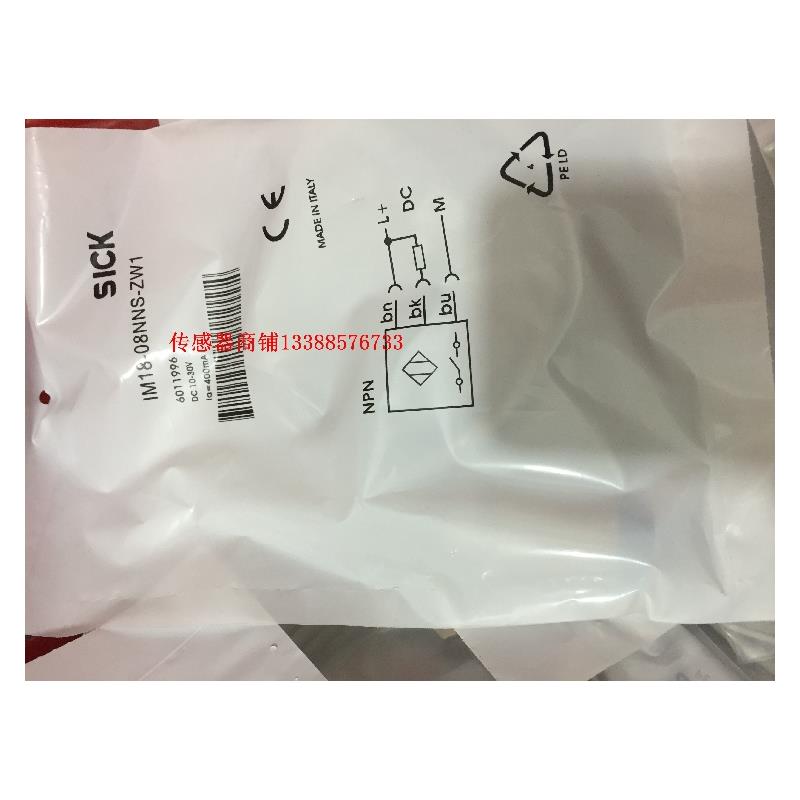 SICK
IM18-08NNS-ZW1
6011996
DC 10-30V
Ia=400mA
CE
MADE IN ITALY
NPN
bn
L+
bk
DC
bu
M
4
PE LD
传感器商铺13388576733